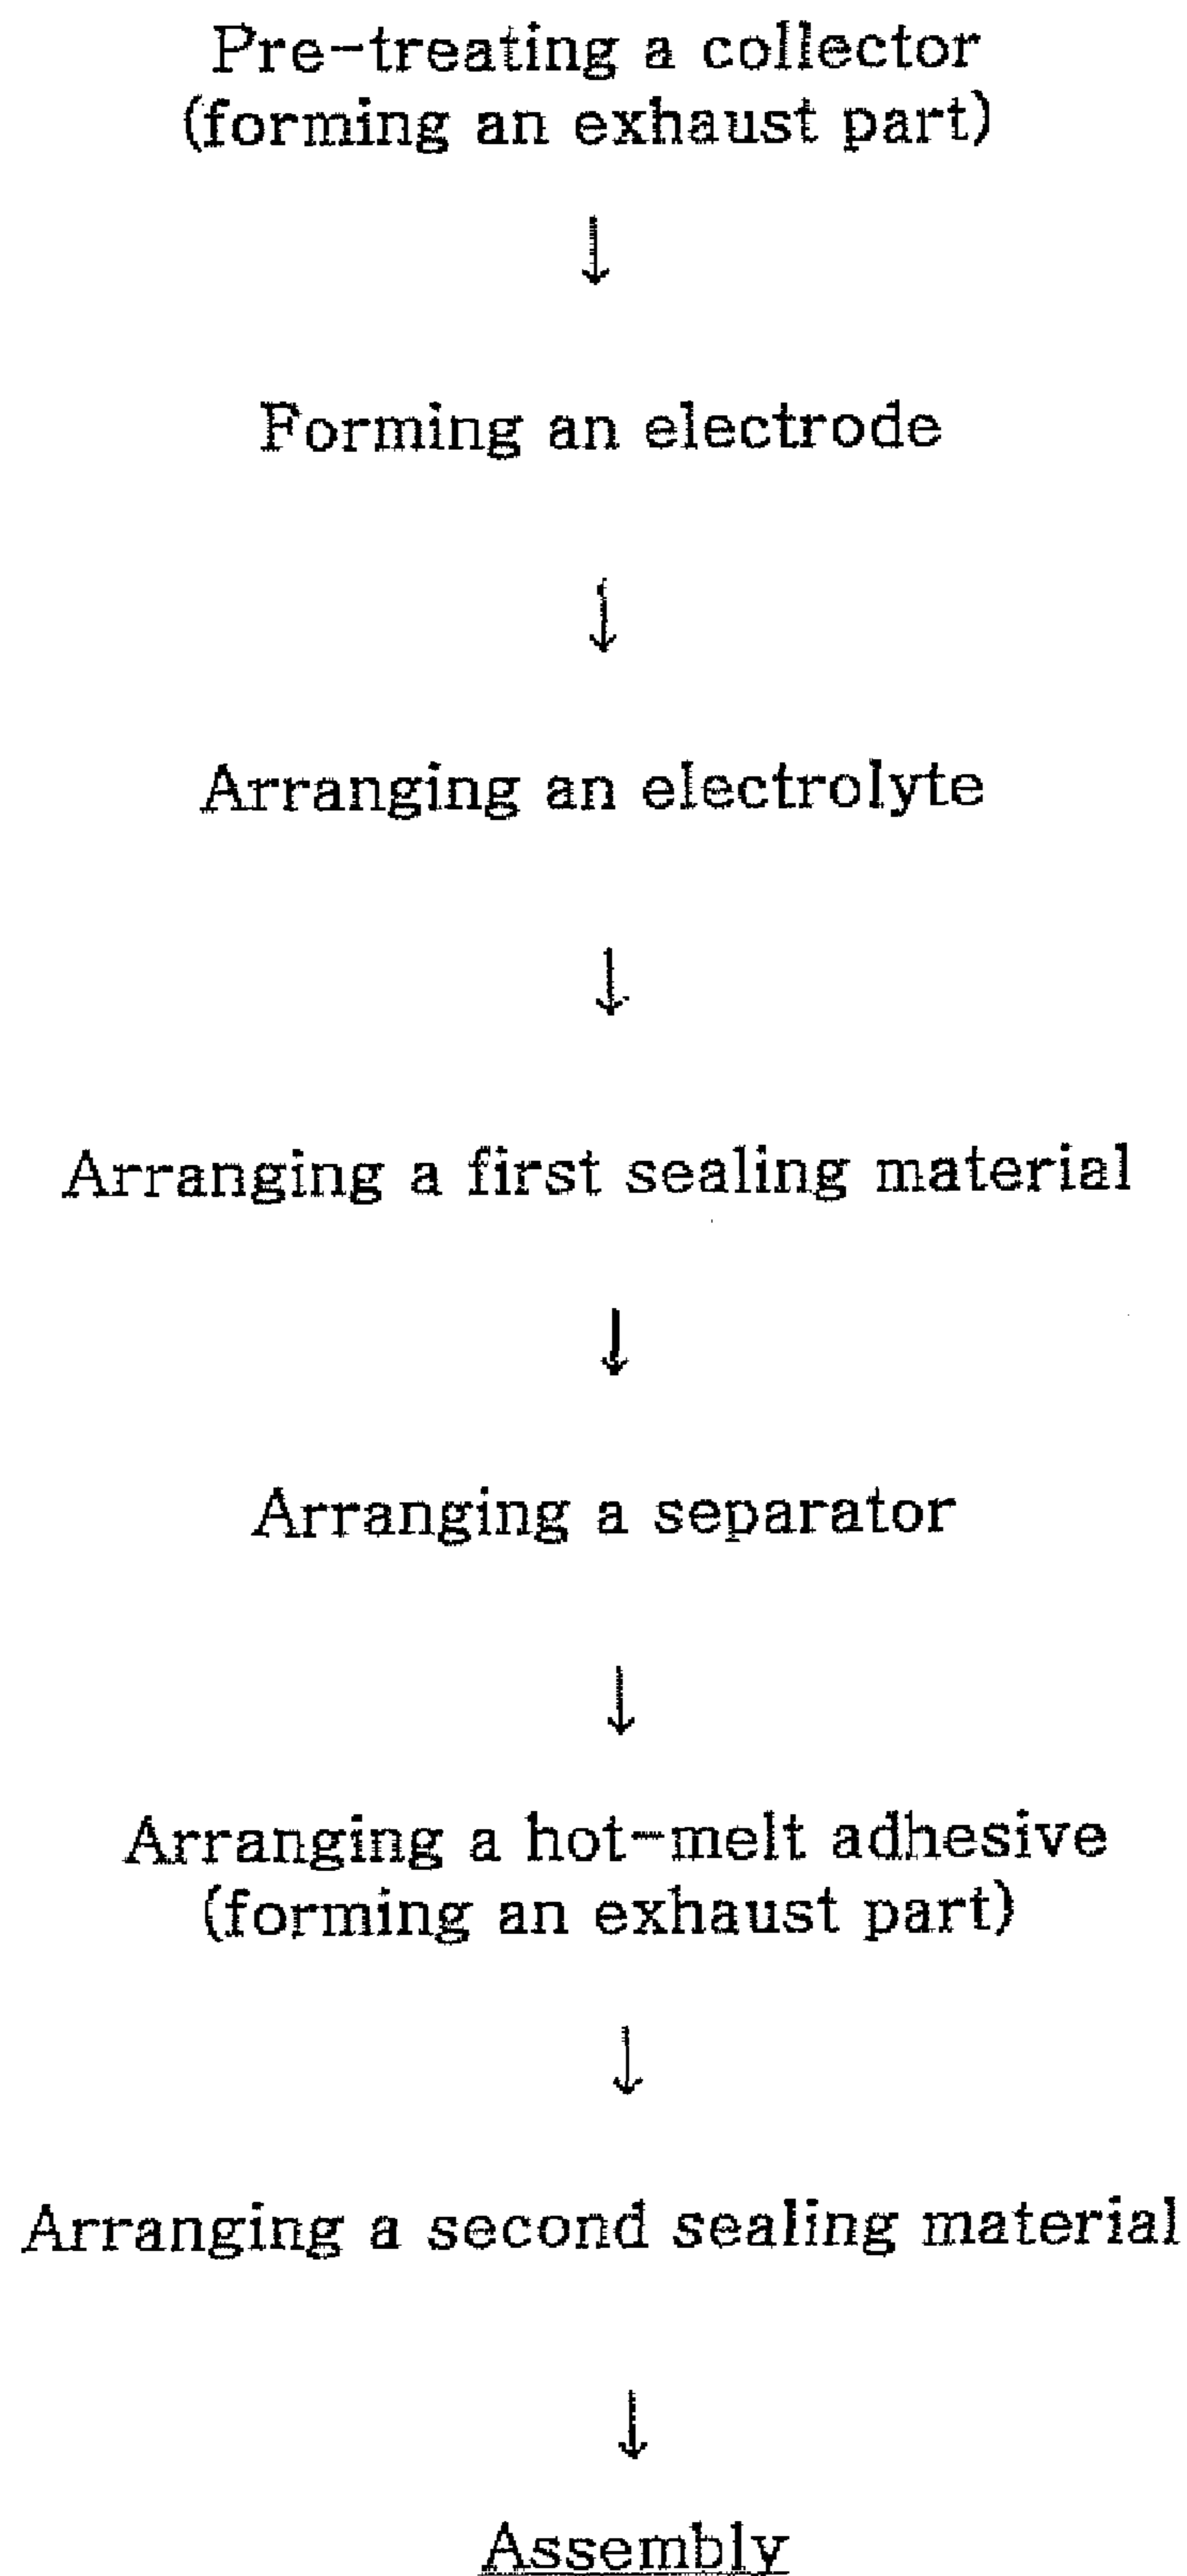 Pre-treating a collector
(forming an exhaust part)
↓
Forming an electrode
↓
Arranging an electrolyte
↓
Arranging a first sealing material
↓
Arranging a separator
↓
Arranging a hot-melt adhesive
(forming an exhaust part)
↓
Arranging a second sealing material
↓
Assembly